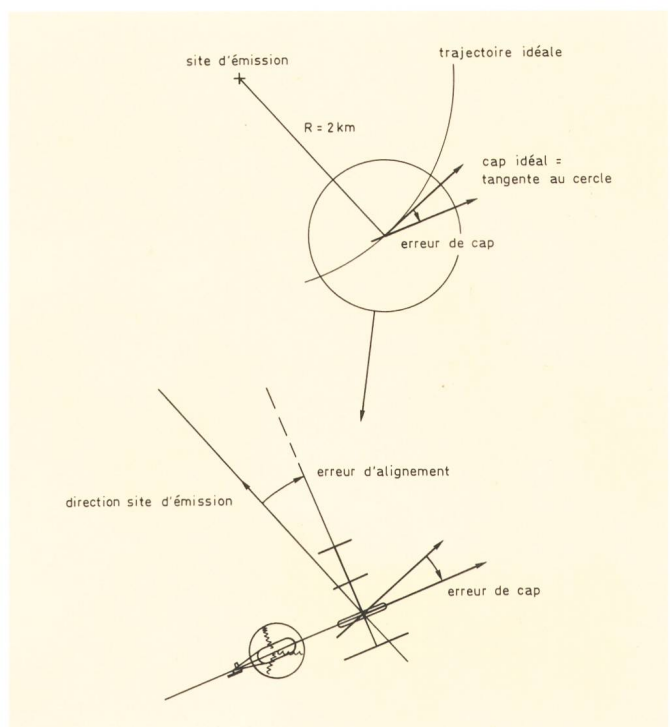 site d'émission
trajectoire idéale
R = 2 km
cap idéal =
tangente au cercle
erreur de cap
erreur d'alignement
direction site d'émission
erreur de cap